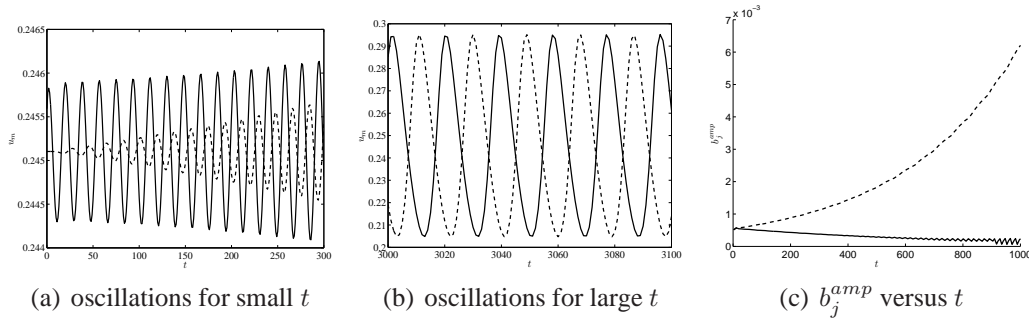 0.2465
0.246
0.2455
0.245
0.2445
0.244
u_m
0 50 100 150 200 250 300
t
(a) oscillations for small t
0.3
0.29
0.28
0.27
0.26
0.25
0.24
0.23
0.22
0.21
0.2
u_m
3000 3020 3040 3060 3080 3100
t
(b) oscillations for large t
7 x 10^-3
6
5
4
3
2
1
0
b_j^amp
0 200 400 600 800 1000
t
(c) b_j^amp versus t